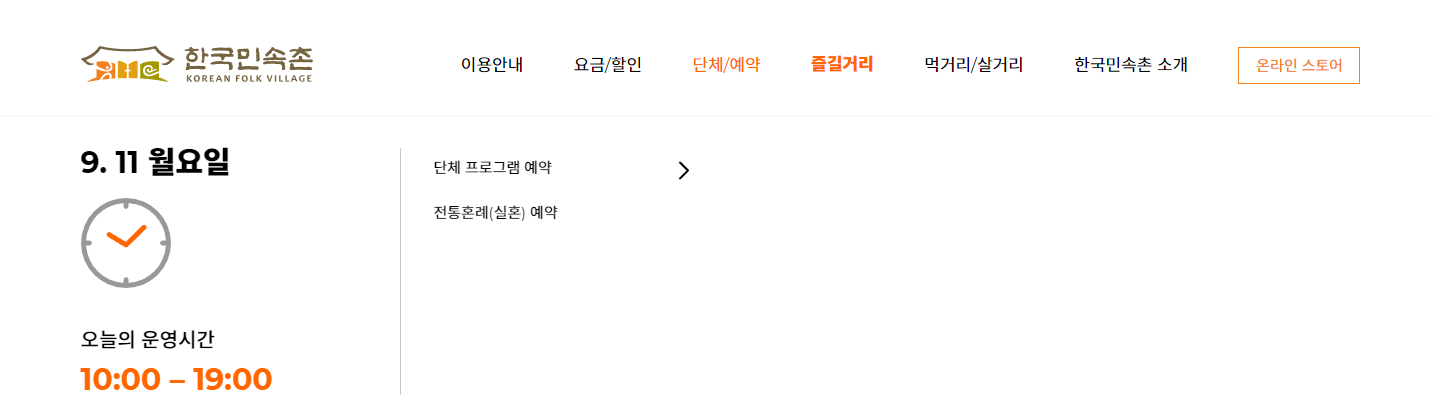 한국민속촌
KOREAN FOLK VILLAGE
이용안내
요금/할인
단체/예약
즐길거리
먹거리/살거리
한국민속촌 소개
온라인 스토어
9. 11 월요일
오늘의 운영시간
10:00 – 19:00
단체 프로그램 예약
전통혼례(실혼) 예약